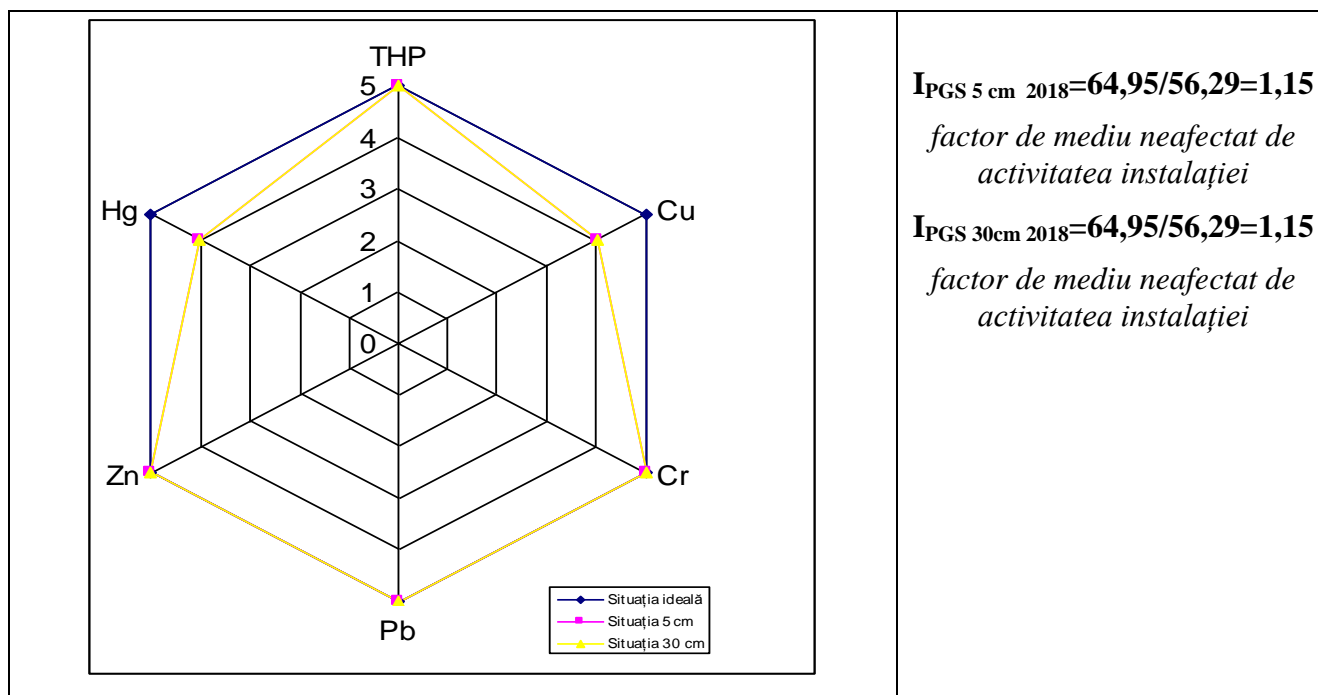 THP
5
4
3
2
1
0
Hg
Cu
Zn
Cr
Pb
Situația ideală
Situația 5 cm
Situația 30 cm
I PGS 5 cm 2018=64,95/56,29=1,15
factor de mediu neafectat de
activitatea instalației
I PGS 30cm 2018=64,95/56,29=1,15
factor de mediu neafectat de
activitatea instalației